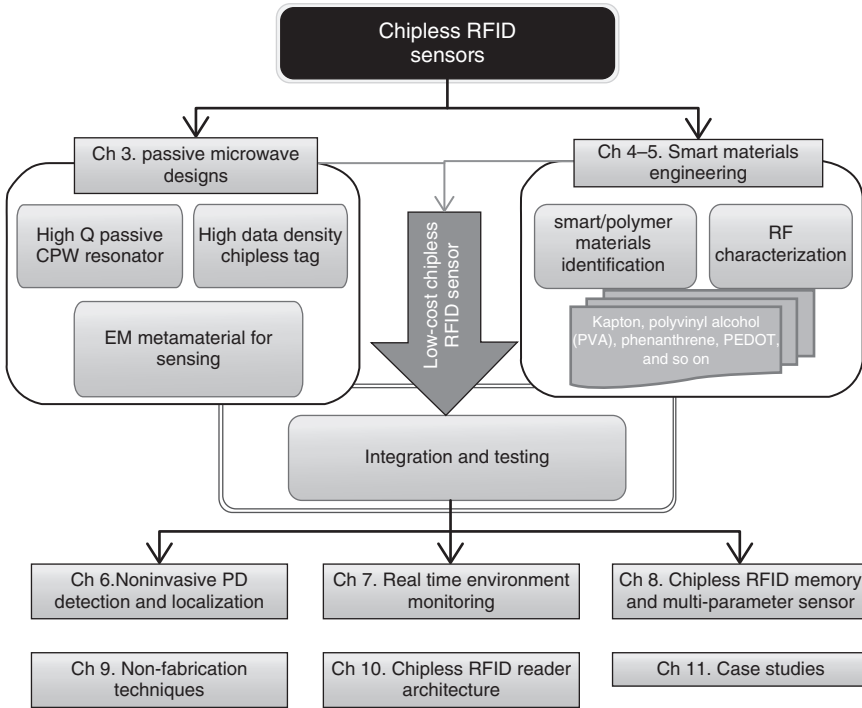 Chipless RFID
sensors
Ch 3. passive microwave
designs
Ch 4–5. Smart materials
engineering
High Q passive
CPW resonator
High data density
chipless tag
EM metamaterial for
sensing
Low-cost chipless
RFID sensor
smart/polymer
materials
identification
RF
characterization
Kapton, polyvinyl alcohol
(PVA), phenanthrene, PEDOT,
and so on
Integration and testing
Ch 6.Noninvasive PD
detection and localization
Ch 7. Real time environment
monitoring
Ch 8. Chipless RFID memory
and multi-parameter sensor
Ch 9. Non-fabrication
techniques
Ch 10. Chipless RFID reader
architecture
Ch 11. Case studies